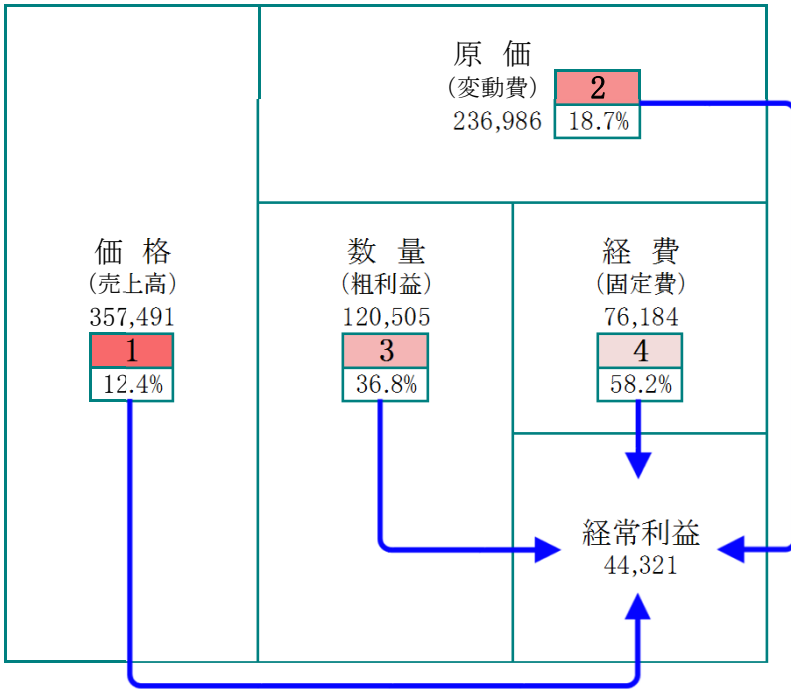 原 価
(変動費)
236,986
2
18.7%
価 格
(売上高)
357,491
1
12.4%
数 量
(粗利益)
120,505
3
36.8%
経 費
(固定費)
76,184
4
58.2%
経常利益
44,321